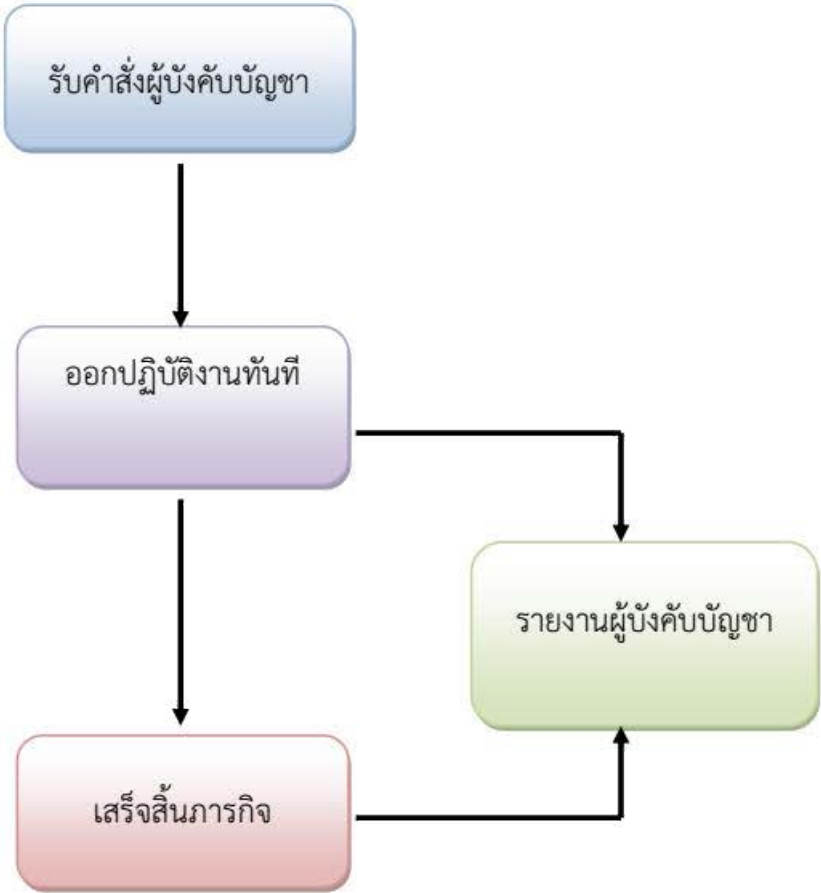 รับคำสั่งผู้บังคับบัญชา
ออกปฏิบัติงานทันที
รายงานผู้บังคับบัญชา
เสร็จสิ้นภารกิจ